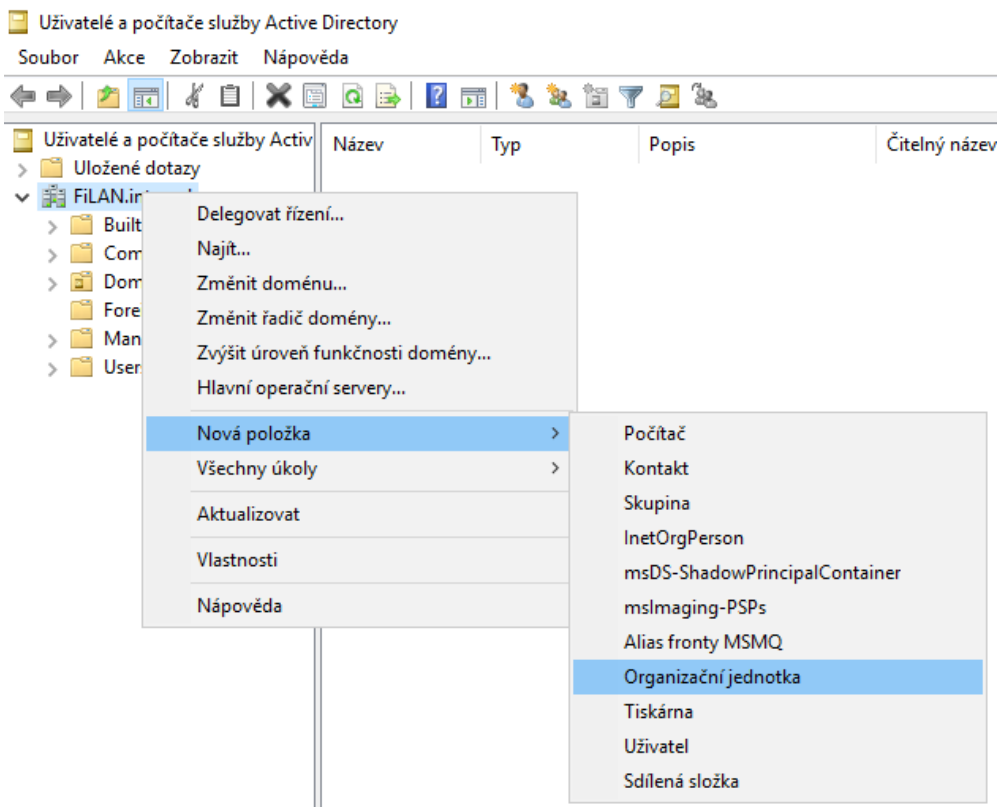 Uživatelé a počítače služby Active Directory
Soubor Akce Zobrazit Nápověda
Uživatelé a počítače služby Activ
Název Typ Popis Čitelný název
Uložené dotazy
FiLAN.in
Built
Com
Dom
Fore
Man
User
Delegovat řízení...
Najít...
Změnit doménu...
Změnit řadič domény...
Zvýšit úroveň funkčnosti domény...
Hlavní operační servery...
Nová položka
Všechny úkoly
Aktualizovat
Vlastnosti
Nápověda
Počítač
Kontakt
Skupina
InetOrgPerson
msDS-ShadowPrincipalContainer
msImaging-PSPs
Alias fronty MSMQ
Organizační jednotka
Tiskárna
Uživatel
Sdílená složka